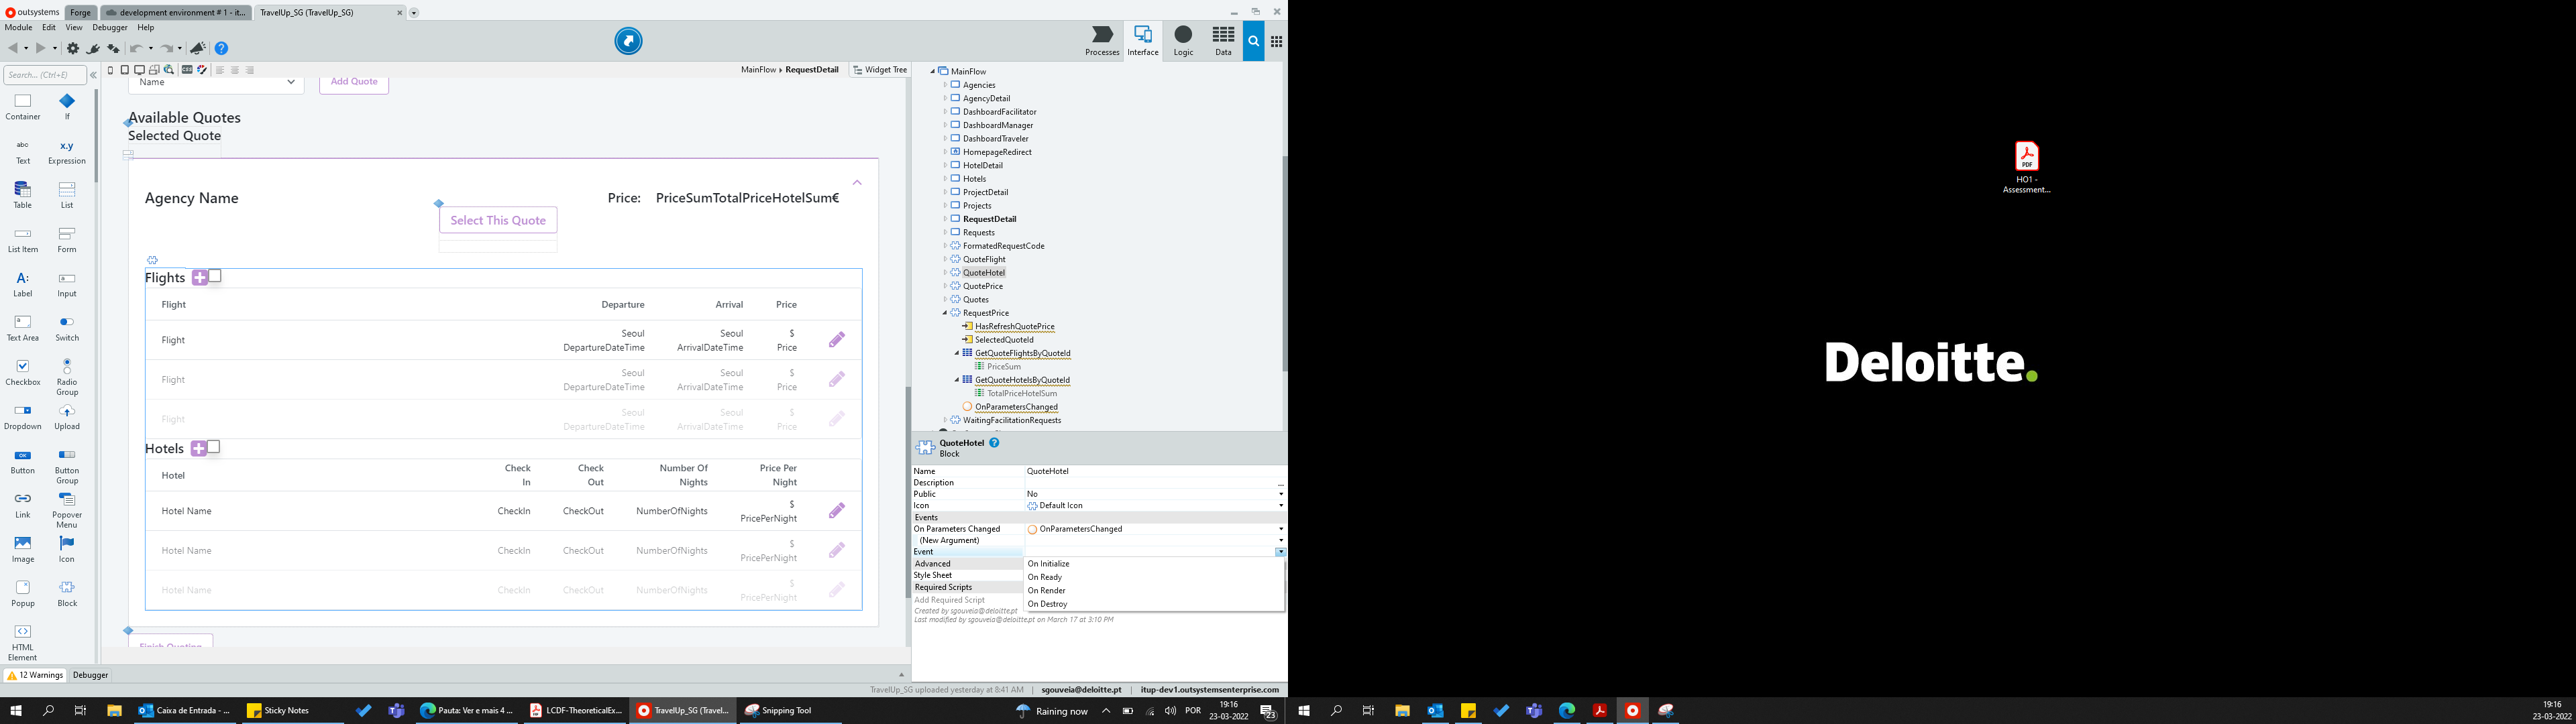 outsystems
Forge
development environment # 1 - it...
TravelUp_SG (TravelUp_SG)
Module Edit View Debugger Help
Processes Interface Logic Data
Search... (Ctrl+E)
MainFlow RequestDetail
Widget Tree
Container If
Text Expression
Table List
List Item Form
Label Input
Text Area Switch
Checkbox Radio Group
Dropdown Upload
Button Button Group
Link Popover Menu
Image Icon
Popup Block
HTML Element
Name
Add Quote
Available Quotes
Selected Quote
Agency Name
Price: PriceSumTotalPriceHotelSum€
Select This Quote
Flights
Flight Departure Arrival Price
Flight Seoul DepartureDateTime Seoul ArrivalDateTime $ Price
Flight Seoul DepartureDateTime Seoul ArrivalDateTime $ Price
Flight Seoul DepartureDateTime Seoul ArrivalDateTime $ Price
Hotels
Hotel Check In Check Out Number Of Nights Price Per Night
Hotel Name CheckIn CheckOut NumberOfNights $ PricePerNight
Hotel Name CheckIn CheckOut NumberOfNights $ PricePerNight
Hotel Name CheckIn CheckOut NumberOfNights $ PricePerNight
Finish Quoting
MainFlow
Agencies
AgencyDetail
DashboardFacilitator
DashboardManager
DashboardTraveler
HomepageRedirect
HotelDetail
Hotels
ProjectDetail
Projects
RequestDetail
Requests
FormatedRequestCode
QuoteFlight
QuoteHotel
QuotePrice
Quotes
RequestPrice
HasRefreshQuotePrice
SelectedQuoteId
GetQuoteFlightsByQuoteId
PriceSum
GetQuoteHotelsByQuoteId
TotalPriceHotelSum
OnParametersChanged
WaitingFacilitationRequests
QuoteHotel
Block
Name QuoteHotel
Description ...
Public No
Icon Default Icon
Events
On Parameters Changed OnParametersChanged
(New Argument)
Event
Advanced
Style Sheet
Required Scripts
Add Required Script
On Initialize
On Ready
On Render
On Destroy
Created by sgouveia@deloitte.pt
Last modified by sgouveia@deloitte.pt on March 17 at 3:10 PM
12 Warnings Debugger
TravelUp_SG uploaded yesterday at 8:41 AM | sgouveia@deloitte.pt | itup-dev1.outsystemsenterprise.com
Caixa de Entrada - ...
Sticky Notes
Pauta: Ver e mais 4 ...
LCDF-TheoreticalEx...
TravelUp_SG (Travel...
Snipping Tool
Raining now
POR
19:16
23-03-2022
23
PDF
HO1 -
Assessment...
Deloitte.
19:16
23-03-2022